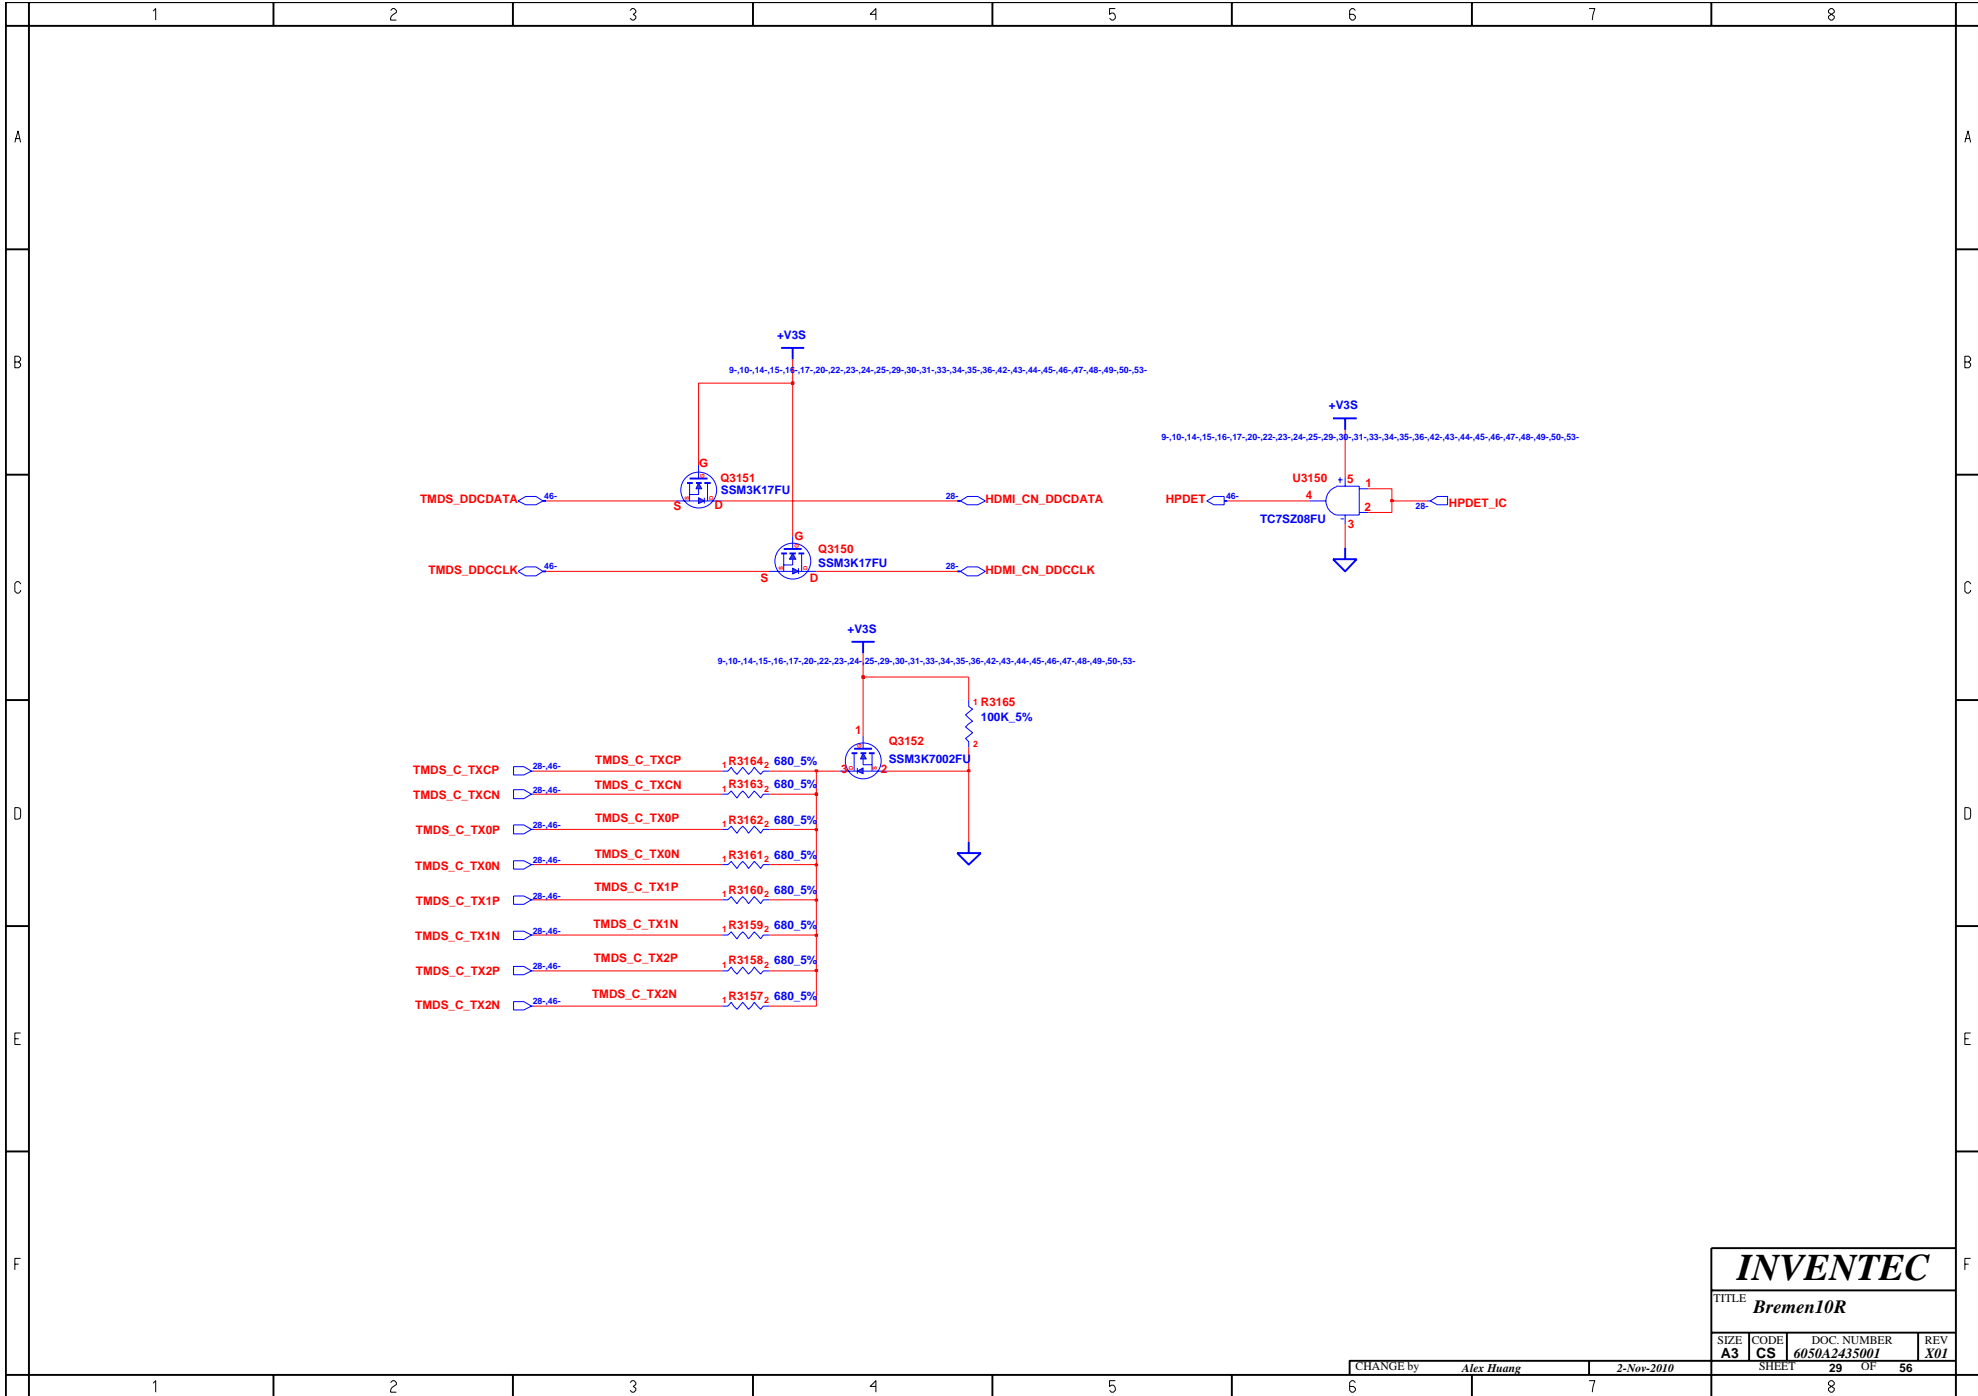 1 2 3 4 5 6 7 8
A A
B B
C C
D D
E E
F F
+V3S
9-,10-,14-,15-,16-,17-,20-,22-,23-,24-,25-,29-,30-,31-,33-,34-,35-,36-,42-,43-,44-,45-,46-,47-,48-,49-,50-,53-
G
Q3151
SSM3K17FU
TMDS_DDCDATA 46- S D 28- HDMI_CN_DDCDATA
G
Q3150
SSM3K17FU
TMDS_DDCCLK 46- S D 28- HDMI_CN_DDCCLK
+V3S
9-,10-,14-,15-,16-,17-,20-,22-,23-,24-,25-,29-,30-,31-,33-,34-,35-,36-,42-,43-,44-,45-,46-,47-,48-,49-,50-,53-
U3150 + 5 1
HPDET 46- 4 2 28- HPDET_IC
TC7SZ08FU - 3
+V3S
9-,10-,14-,15-,16-,17-,20-,22-,23-,24-,25-,29-,30-,31-,33-,34-,35-,36-,42-,43-,44-,45-,46-,47-,48-,49-,50-,53-
1 R3165
100K_5%
2
1
Q3152
SSM3K7002FU
3 2
TMDS_C_TXCP 28-,46- TMDS_C_TXCP 1 R3164 2 680_5%
TMDS_C_TXCN 28-,46- TMDS_C_TXCN 1 R3163 2 680_5%
TMDS_C_TX0P 28-,46- TMDS_C_TX0P 1 R3162 2 680_5%
TMDS_C_TX0N 28-,46- TMDS_C_TX0N 1 R3161 2 680_5%
TMDS_C_TX1P 28-,46- TMDS_C_TX1P 1 R3160 2 680_5%
TMDS_C_TX1N 28-,46- TMDS_C_TX1N 1 R3159 2 680_5%
TMDS_C_TX2P 28-,46- TMDS_C_TX2P 1 R3158 2 680_5%
TMDS_C_TX2N 28-,46- TMDS_C_TX2N 1 R3157 2 680_5%
INVENTEC
TITLE Bremen10R
SIZE CODE DOC. NUMBER REV
A3 CS 6050A2435001 X01
CHANGE by Alex Huang 2-Nov-2010 SHEET 29 OF 56
1 2 3 4 5 6 7 8